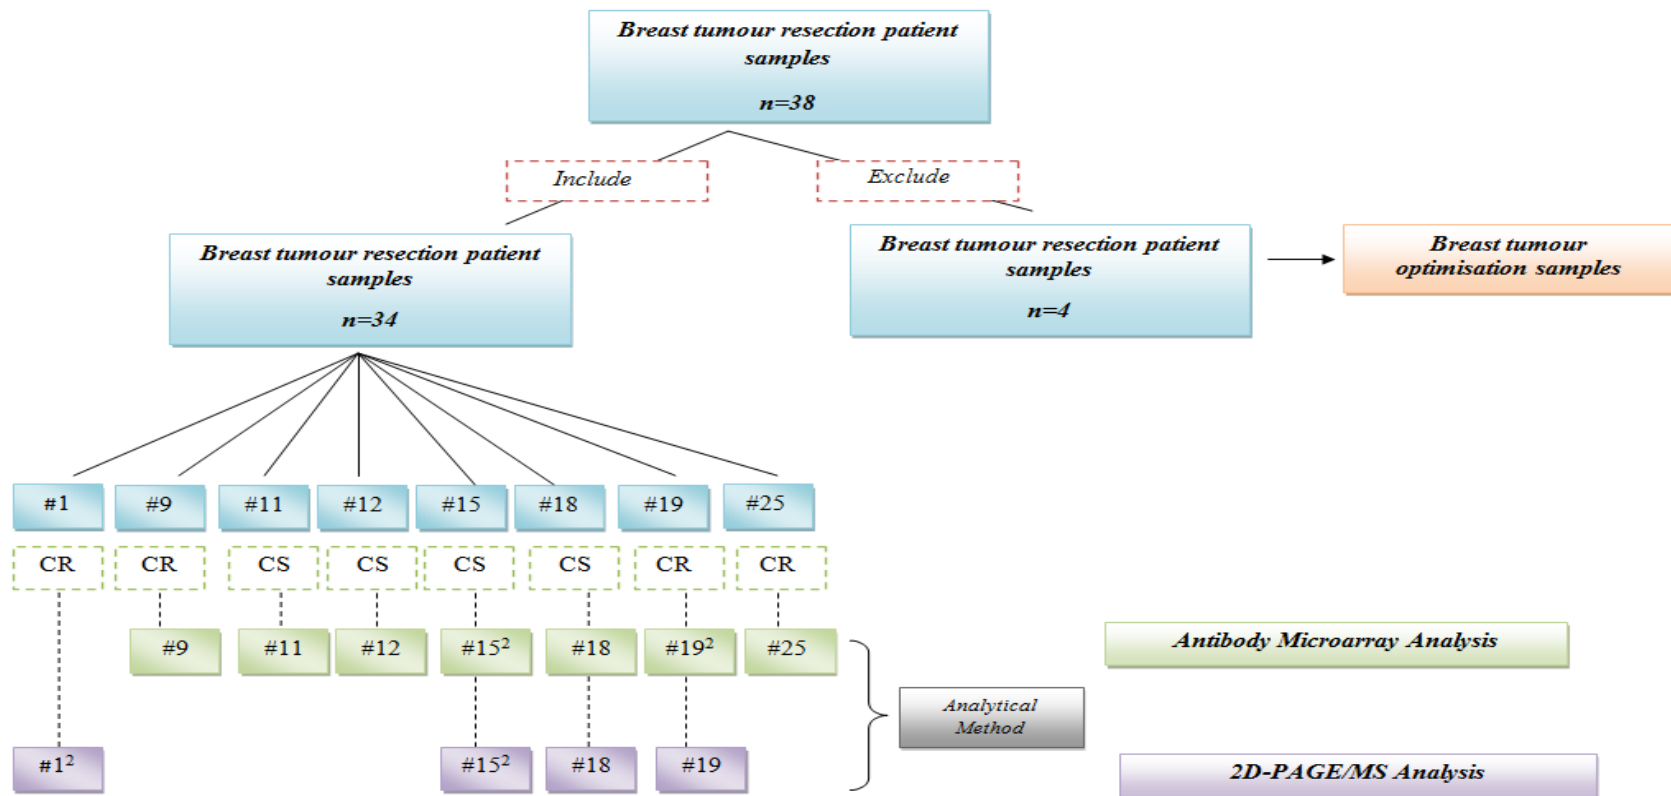 Breast tumour resection patient
samples
n=38
Include
Exclude
Breast tumour resection patient
samples
n=34
Breast tumour resection patient
samples
n=4
Breast tumour
optimisation samples
#1 #9 #11 #12 #15 #18 #19 #25
CR CR CS CS CS CS CR CR
#9 #11 #12 #15² #18 #19² #25
Antibody Microarray Analysis
Analytical
Method
#1² #15² #18 #19
2D-PAGE/MS Analysis